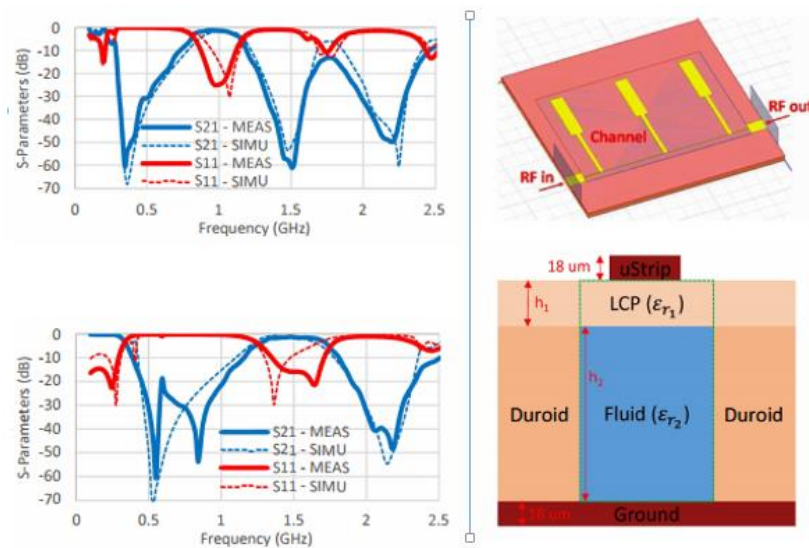 S-Parameters (dB)
0
-10
-20
-30
-40
-50
-60
-70
S21 - MEAS
S21 - SIMU
S11 - MEAS
S11 - SIMU
0 0.5 1 1.5 2 2.5
Frequency (GHz)
RF out
Channel
RF in
S-Parameters (dB)
0
-10
-20
-30
-40
-50
-60
-70
S21 - MEAS
S21 - SIMU
S11 - MEAS
S11 - SIMU
0 0.5 1 1.5 2 2.5
Frequency (GHz)
18 um
uStrip
h₁
LCP (εr₁)
h₂
Duroid Fluid (εr₂) Duroid
18 um
Ground